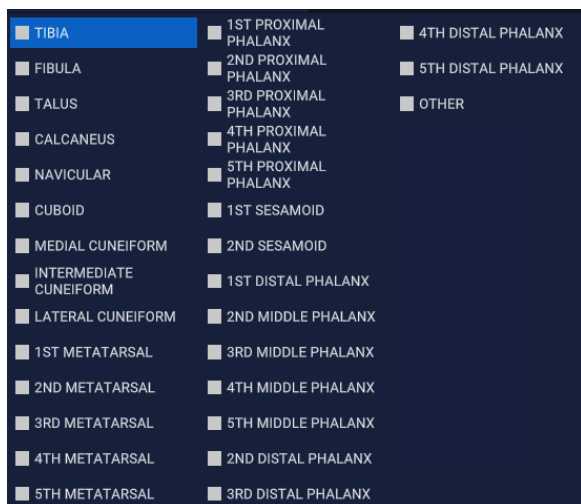 TIBIA
FIBULA
TALUS
CALCANEUS
NAVICULAR
CUBOID
MEDIAL CUNEIFORM
INTERMEDIATE
CUNEIFORM
LATERAL CUNEIFORM
1ST METATARSAL
2ND METATARSAL
3RD METATARSAL
4TH METATARSAL
5TH METATARSAL
1ST PROXIMAL
PHALANX
2ND PROXIMAL
PHALANX
3RD PROXIMAL
PHALANX
4TH PROXIMAL
PHALANX
5TH PROXIMAL
PHALANX
1ST SESAMOID
2ND SESAMOID
1ST DISTAL PHALANX
2ND MIDDLE PHALANX
3RD MIDDLE PHALANX
4TH MIDDLE PHALANX
5TH MIDDLE PHALANX
2ND DISTAL PHALANX
3RD DISTAL PHALANX
4TH DISTAL PHALANX
5TH DISTAL PHALANX
OTHER